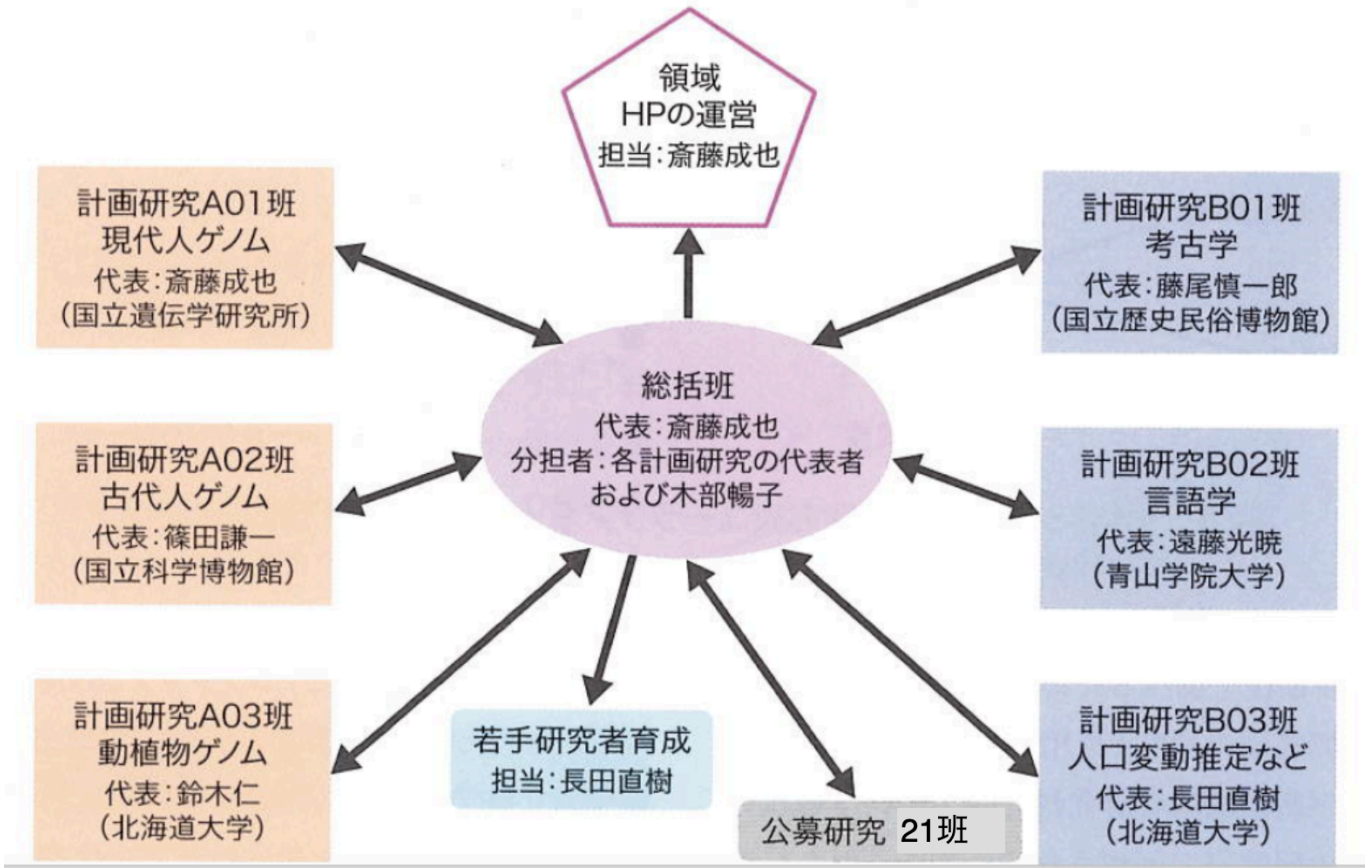 領域
HPの運営
担当:斎藤成也
計画研究A01班
現代人ゲノム
代表:斎藤成也
(国立遺伝学研究所)
計画研究B01班
考古学
代表:藤尾慎一郎
(国立歴史民俗博物館)
総括班
代表:斎藤成也
分担者:各計画研究の代表者
および木部暢子
計画研究A02班
古代人ゲノム
代表:篠田謙一
(国立科学博物館)
計画研究B02班
言語学
代表:遠藤光暁
(青山学院大学)
計画研究A03班
動植物ゲノム
代表:鈴木仁
(北海道大学)
若手研究者育成
担当:長田直樹
公募研究 21班
計画研究B03班
人口変動推定など
代表:長田直樹
(北海道大学)